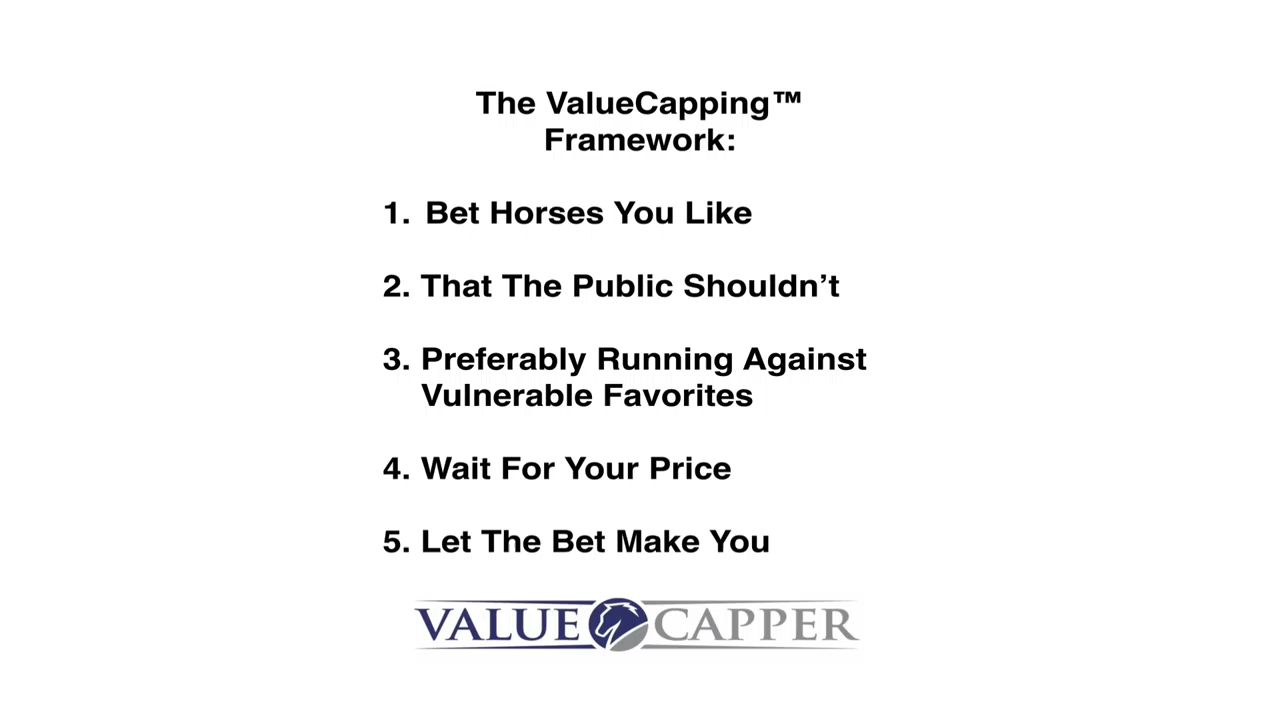 The ValueCapping™
Framework:
1. Bet Horses You Like
2. That The Public Shouldn’t
3. Preferably Running Against
Vulnerable Favorites
4. Wait For Your Price
5. Let The Bet Make You
VALUE CAPPER